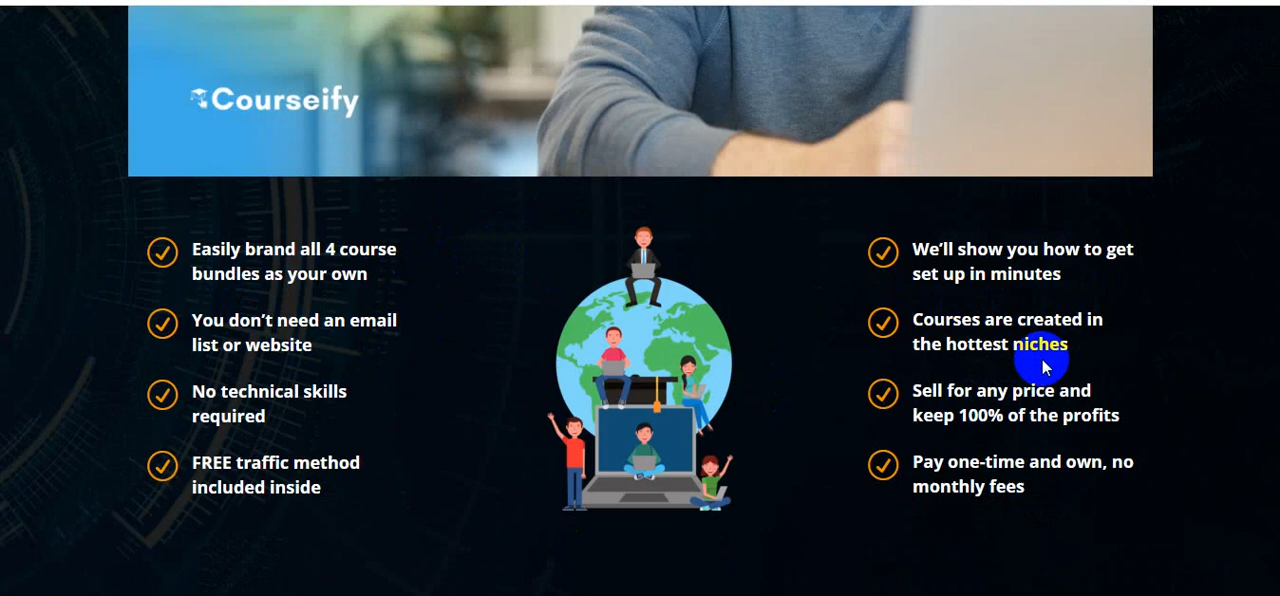 Courseify
Easily brand all 4 course
bundles as your own
You don’t need an email
list or website
No technical skills
required
FREE traffic method
included inside
We’ll show you how to get
set up in minutes
Courses are created in
the hottest niches
Sell for any price and
keep 100% of the profits
Pay one-time and own, no
monthly fees